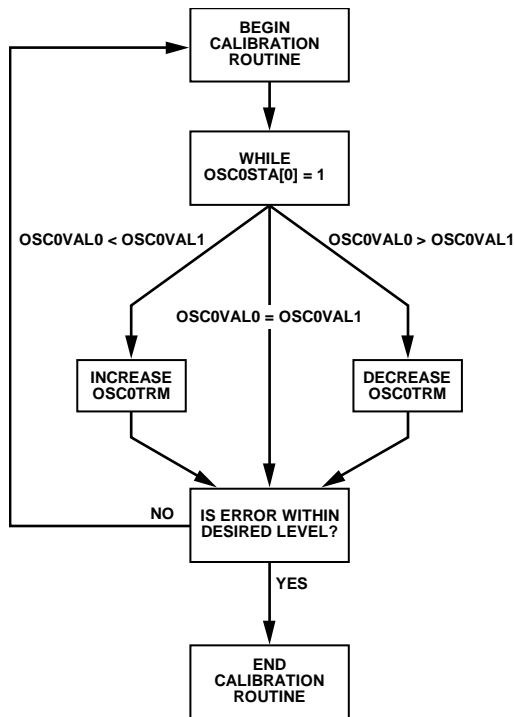 BEGIN
CALIBRATION
ROUTINE
WHILE
OSC0STA[0] = 1
OSC0VAL0 < OSC0VAL1
OSC0VAL0 > OSC0VAL1
OSC0VAL0 = OSC0VAL1
INCREASE
OSC0TRM
DECREASE
OSC0TRM
NO
IS ERROR WITHIN
DESIRED LEVEL?
YES
END
CALIBRATION
ROUTINE